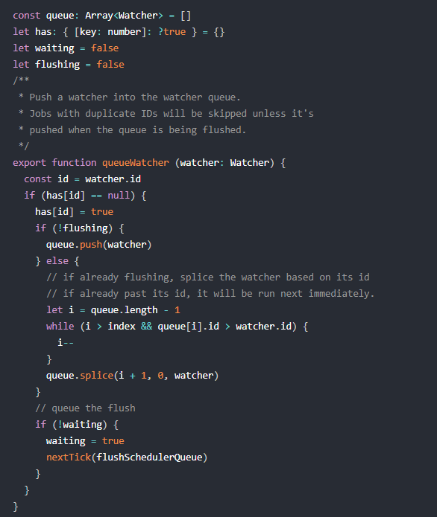 const queue: Array<Watcher> = []
let has: { [key: number]: ?true } = {}
let waiting = false
let flushing = false
/**
 * Push a watcher into the watcher queue.
 * Jobs with duplicate IDs will be skipped unless it's
 * pushed when the queue is being flushed.
 */
export function queueWatcher (watcher: Watcher) {
  const id = watcher.id
  if (has[id] == null) {
    has[id] = true
    if (!flushing) {
      queue.push(watcher)
    } else {
      // if already flushing, splice the watcher based on its id
      // if already past its id, it will be run next immediately.
      let i = queue.length - 1
      while (i > index && queue[i].id > watcher.id) {
        i--
      }
      queue.splice(i + 1, 0, watcher)
    }
    // queue the flush
    if (!waiting) {
      waiting = true
      nextTick(flushSchedulerQueue)
    }
  }
}